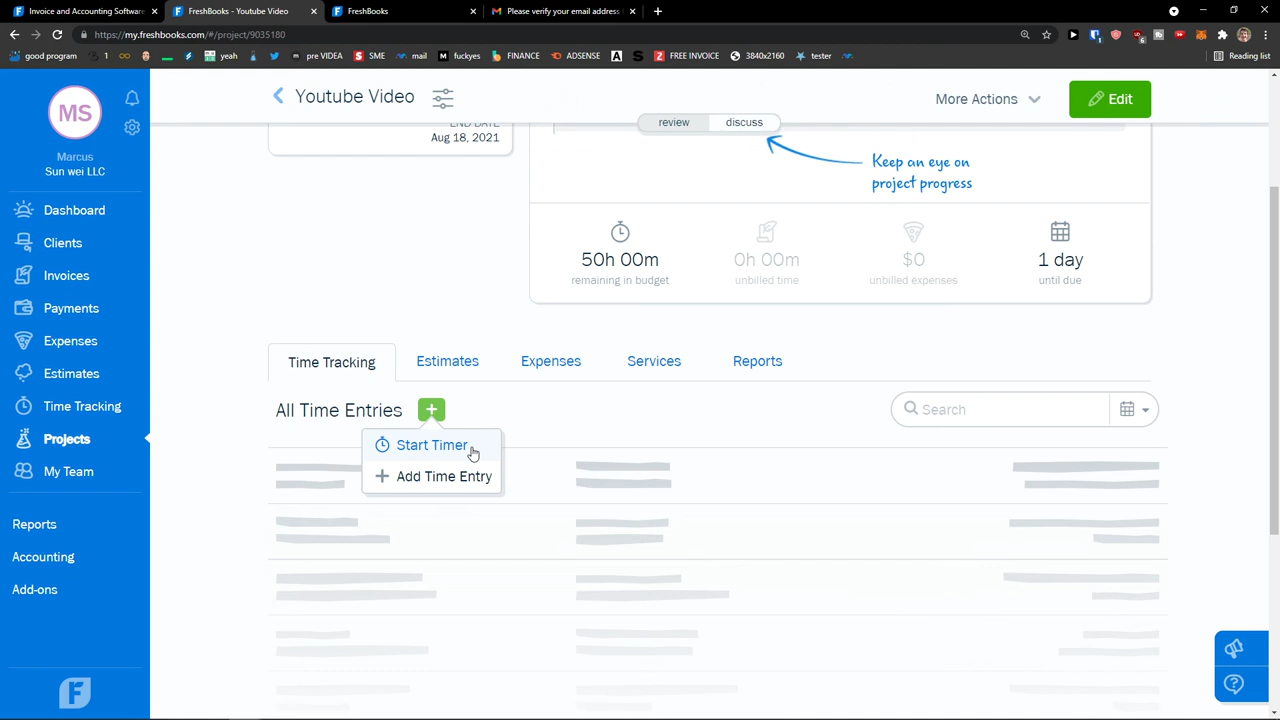 Invoice and Accounting Software
FreshBooks - Youtube Video
FreshBooks
Please verify your email address
https://my.freshbooks.com/#/project/9035180
good program
1
yeah
pre VIDEA
SME
mail
fuckyes
FINANCE
ADSENSE
FREE INVOICE
3840x2160
tester
Reading list
MS
Marcus
Sun wei LLC
Dashboard
Clients
Invoices
Payments
Expenses
Estimates
Time Tracking
Projects
My Team
Reports
Accounting
Add-ons
Youtube Video
More Actions
Edit
END DATE
Aug 18, 2021
review
discuss
Keep an eye on
project progress
50h 00m
remaining in budget
0h 00m
unbilled time
$0
unbilled expenses
1 day
until due
Time Tracking
Estimates
Expenses
Services
Reports
All Time Entries
Search
Start Timer
Add Time Entry